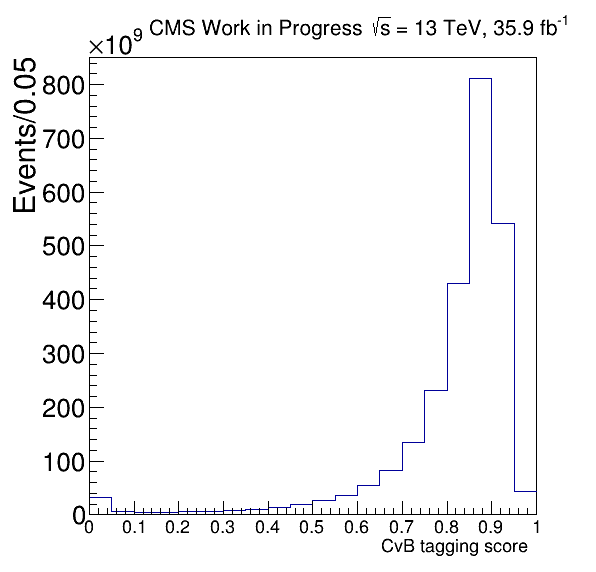 ×10⁹ CMS Work in Progress √s = 13 TeV, 35.9 fb⁻¹
Events/0.05
800
700
600
500
400
300
200
100
0
0 0.1 0.2 0.3 0.4 0.5 0.6 0.7 0.8 0.9 1
CvB tagging score